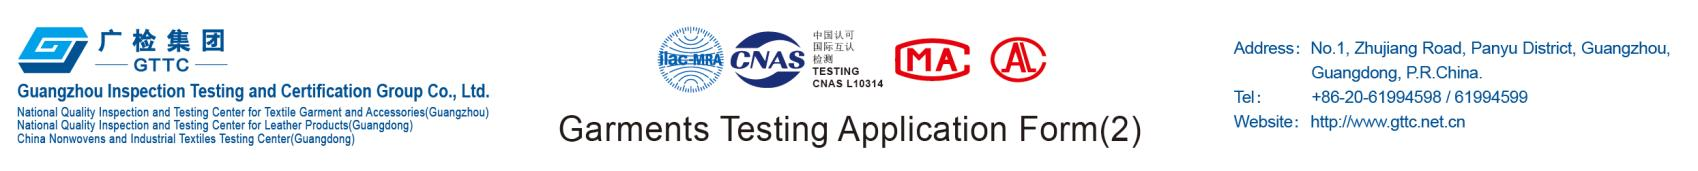 广检集团
GTTC
Guangzhou Inspection Testing and Certification Group Co., Ltd.
National Quality Inspection and Testing Center for Textile Garment and Accessories(Guangzhou)
National Quality Inspection and Testing Center for Leather Products(Guangdong)
China Nonwovens and Industrial Textiles Testing Center(Guangdong)
ilac-MRA
CNAS
中国认可
国际互认
检测
TESTING
CNAS L10314
MA
AL
Garments Testing Application Form(2)
Address: No.1, Zhujiang Road, Panyu District, Guangzhou,
Guangdong, P.R.China.
Tel: +86-20-61994598 / 61994599
Website: http://www.gttc.net.cn